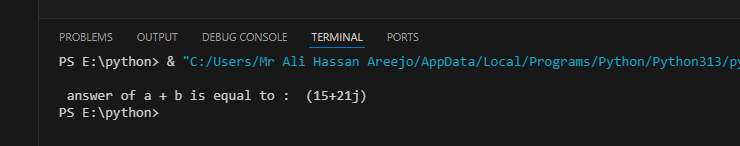 PROBLEMS OUTPUT DEBUG CONSOLE TERMINAL PORTS
PS E:\python> & "C:/Users/Mr Ali Hassan Areejo/AppData/Local/Programs/Python/Python313/py
answer of a + b is equal to :  (15+21j)
PS E:\python>